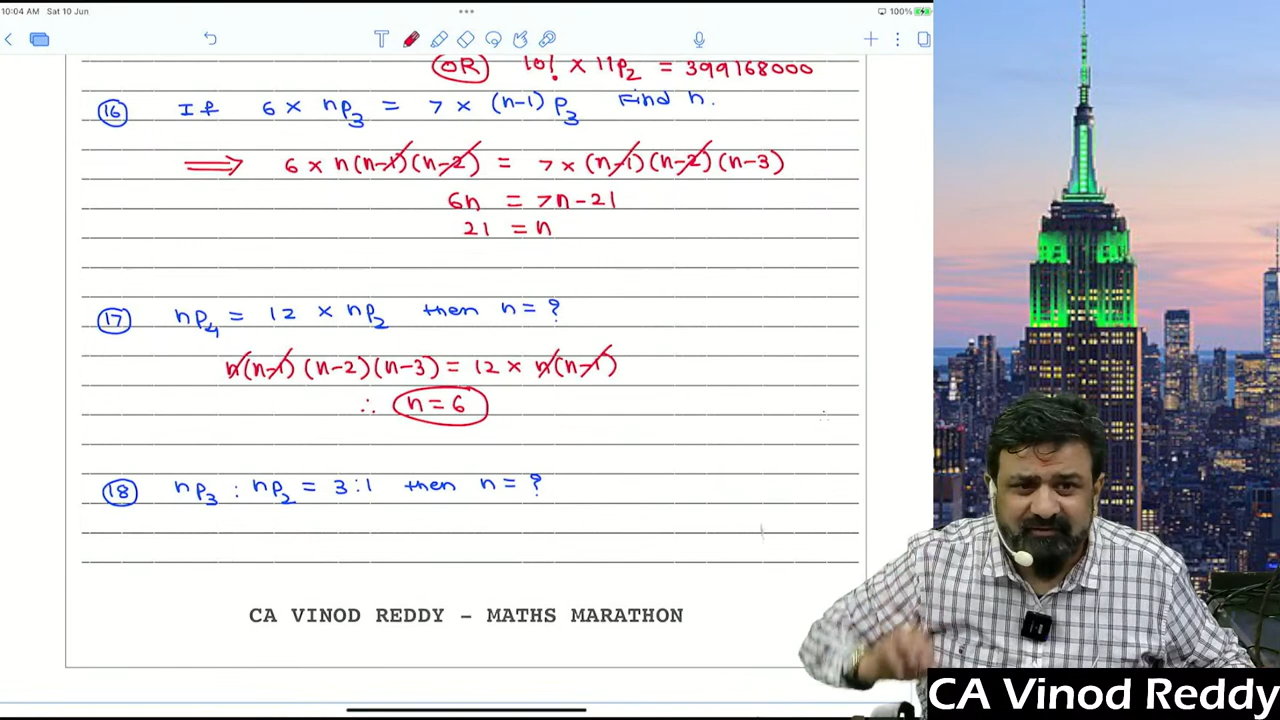 10:04 AM Sat 10 Jun
100%
OR 10! × 11P2 = 399168000
16 If 6 × nP3 = 7 × (n-1)P3 Find n.
⟹ 6 × n(n-1)(n-2) = 7 × (n-1)(n-2)(n-3)
6n = 7n - 21
21 = n
17 nP4 = 12 × nP2 then n = ?
n(n-1)(n-2)(n-3) = 12 × n(n-1)
∴ n = 6
18 nP3 : nP2 = 3:1 then n = ?
CA VINOD REDDY - MATHS MARATHON
CA Vinod Reddy